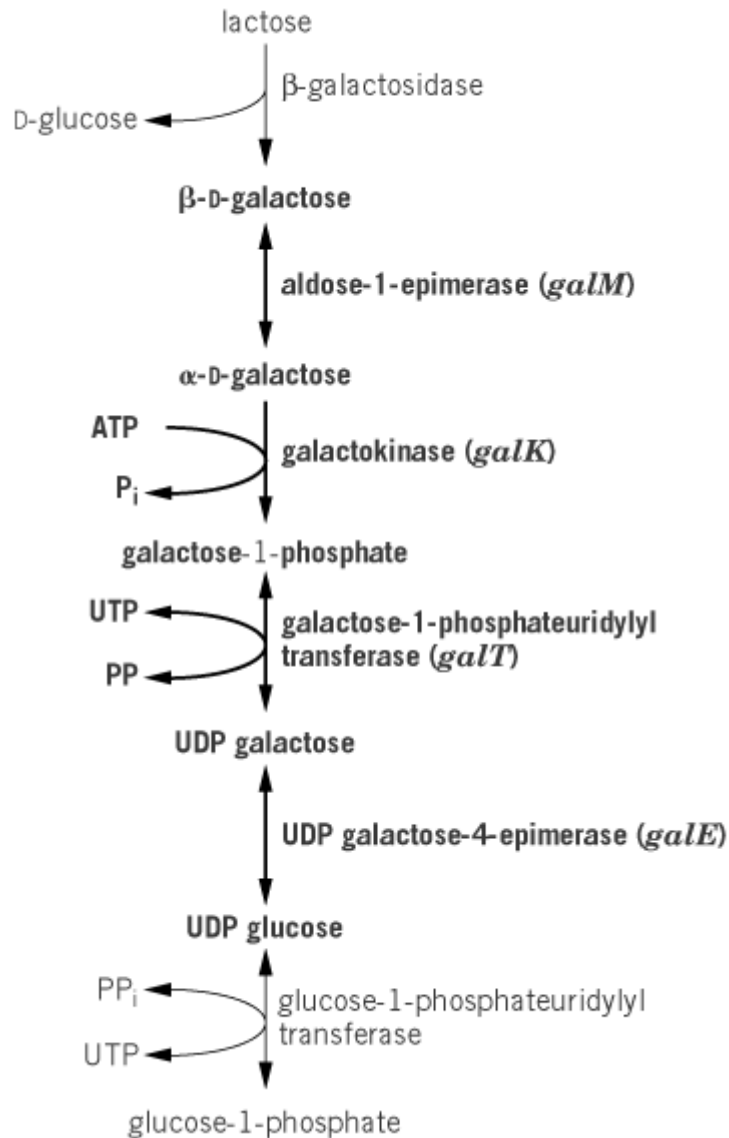 lactose
β-galactosidase
D-glucose
β-D-galactose
aldose-1-epimerase (galM)
α-D-galactose
ATP
galactokinase (galK)
Pi
galactose-1-phosphate
UTP
galactose-1-phosphateuridylyl
transferase (galT)
PP
UDP galactose
UDP galactose-4-epimerase (galE)
UDP glucose
PPi
glucose-1-phosphateuridylyl
transferase
UTP
glucose-1-phosphate